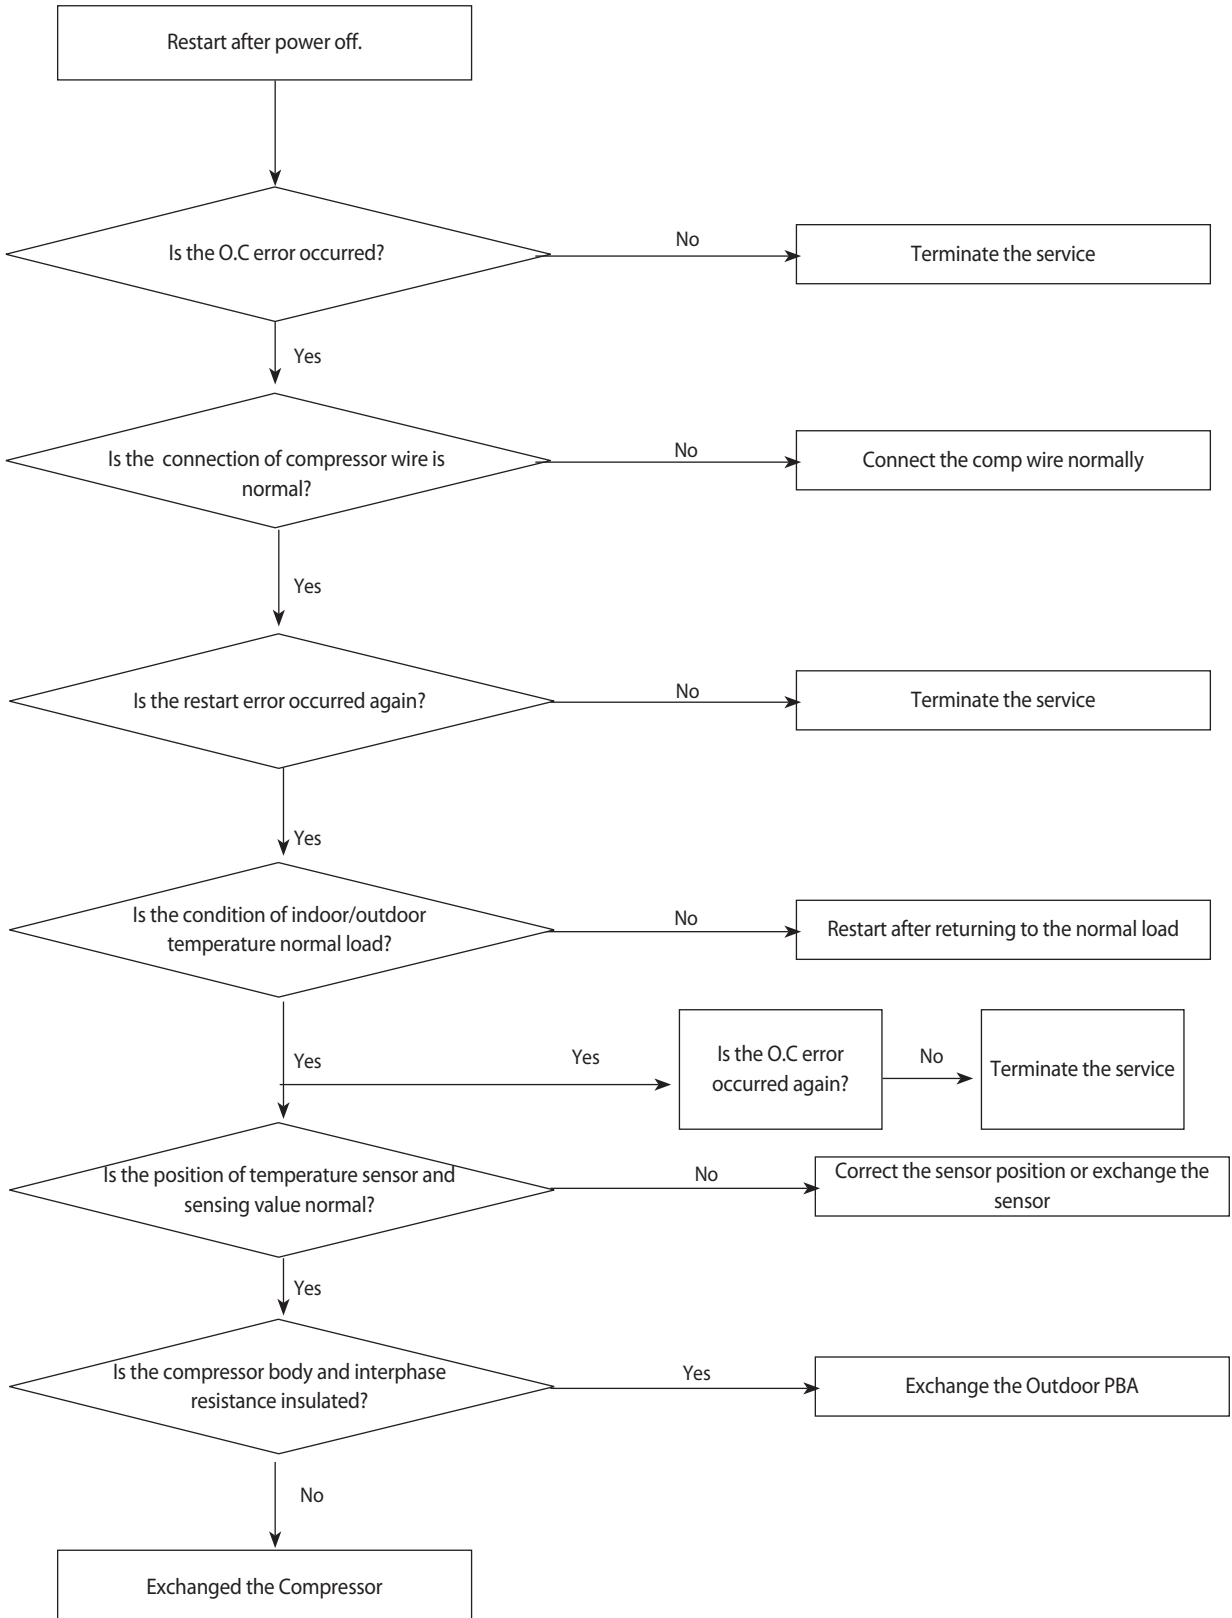 Restart after power off.
Is the O.C error occurred?
No
Terminate the service
Yes
Is the connection of compressor wire is
normal?
No
Connect the comp wire normally
Yes
Is the restart error occurred again?
No
Terminate the service
Yes
Is the condition of indoor/outdoor
temperature normal load?
No
Restart after returning to the normal load
Yes
Yes
Is the O.C error
occurred again?
No
Terminate the service
Is the position of temperature sensor and
sensing value normal?
No
Correct the sensor position or exchange the
sensor
Yes
Is the compressor body and interphase
resistance insulated?
Yes
Exchange the Outdoor PBA
No
Exchanged the Compressor